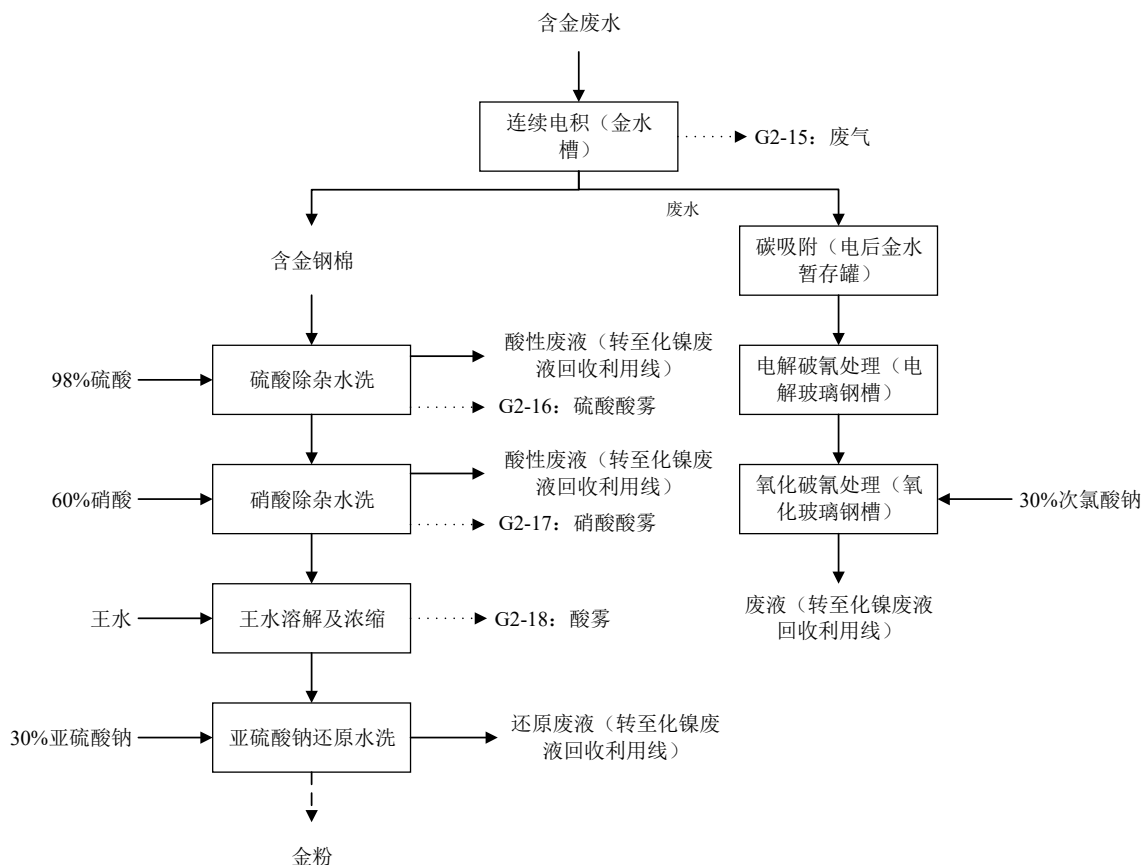 含金废水
连续电积（金水
槽）
G2-15：废气
废水
含金钢棉
碳吸附（电后金水
暂存罐）
98%硫酸
硫酸除杂水洗
酸性废液（转至化镍废
液回收利用线）
G2-16：硫酸酸雾
电解破氰处理（电
解玻璃钢槽）
60%硝酸
硝酸除杂水洗
酸性废液（转至化镍废
液回收利用线）
G2-17：硝酸酸雾
氧化破氰处理（氧
化玻璃钢槽）
30%次氯酸钠
王水
王水溶解及浓缩
G2-18：酸雾
废液（转至化镍废液
回收利用线）
30%亚硫酸钠
亚硫酸钠还原水洗
还原废液（转至化镍废
液回收利用线）
金粉